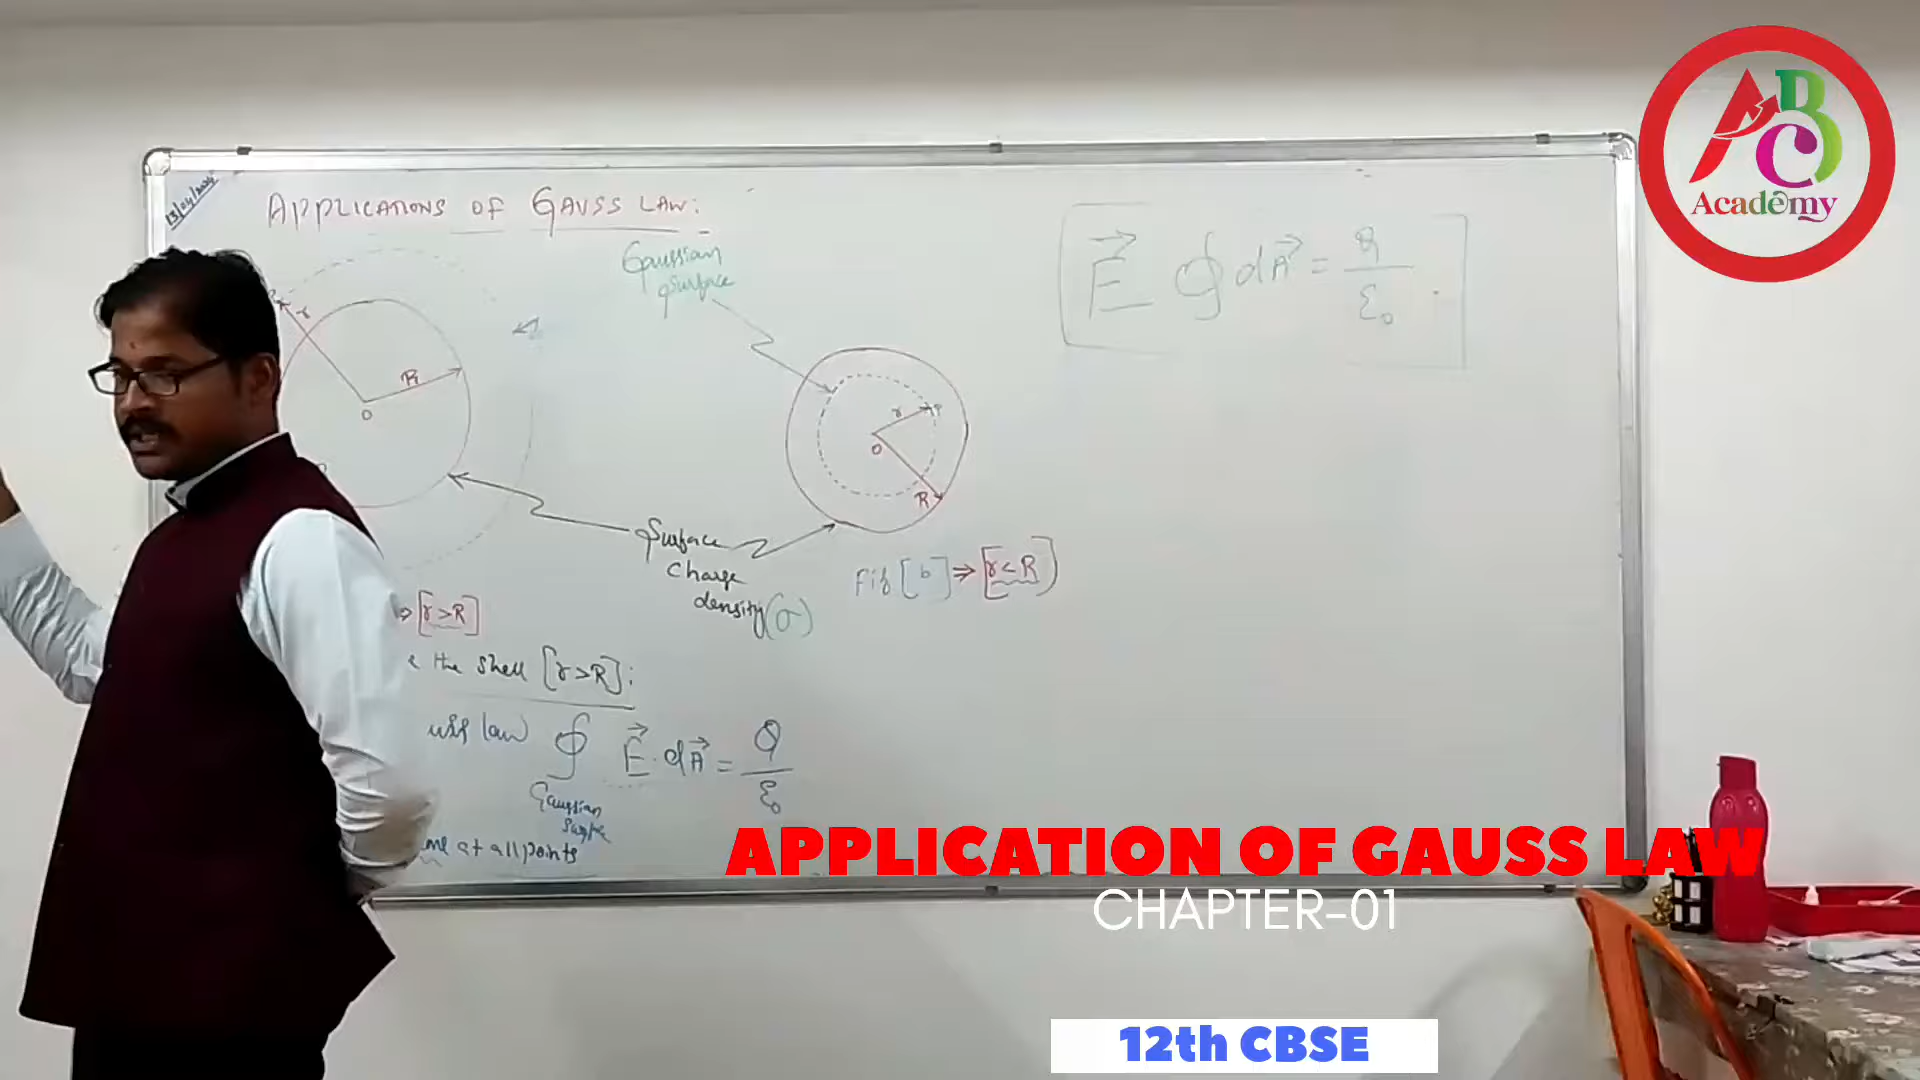 13/04/2024
APPLICATIONS OF GAUSS LAW:
Gaussian
surface
E⃗ ∮ dA⃗ = Q/ε₀
ABC
Academy
r
R
O
r
P
O
R
Surface
charge
density (σ)
Fig [b] ⇒ [r<R]
⇒ [r>R]
the shell [r>R]:
law ∮ E⃗ · dA⃗ = Q/ε₀
Gaussian
at all points
APPLICATION OF GAUSS LAW
CHAPTER-01
12th CBSE